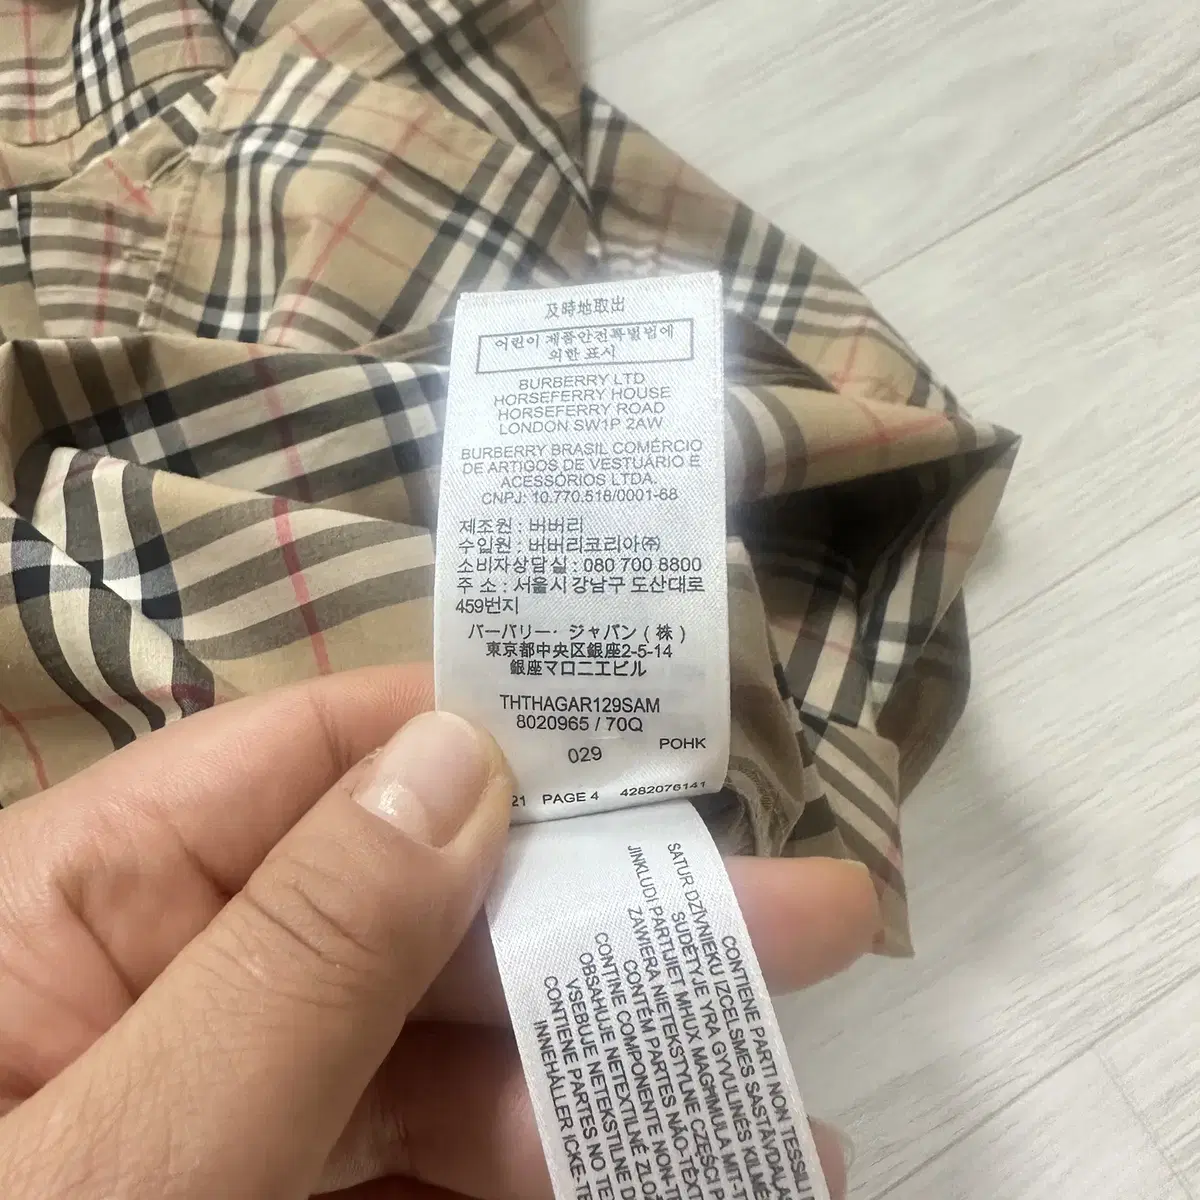 及時地取出
어린이 제품안전특별법에
의한 표시
BURBERRY LTD
HORSEFERRY HOUSE
HORSEFERRY ROAD
LONDON SW1P 2AW
BURBERRY BRASIL COMÉRCIO
DE ARTIGOS DE VESTUÁRIO E
ACESSÓRIOS LTDA.
CNPJ: 10.770.518/0001-68
제조원 : 버버리
수입원 : 버버리코리아㈜
소비자상담실 : 080 700 8800
주 소 : 서울시 강남구 도산대로
459번지
バーバリー・ジャパン (株)
東京都中央区銀座2-5-14
銀座マロニエビル
THTHAGAR129SAM
8020965 / 70Q
029
POHK
21 PAGE 4 4282076141
CONTIENE PARTI NON TESSILI
SATUR DZĪVNIEKU IZCELSMES SASTĀVDAĻAS
SUDĖTYJE YRA GYVULINĖS KILMĖ
JINKLUDI PARTIJIET MHUX MAGĦMULA MIT-T
ZAWIERA NIETEKSTYLNE CZĘŚCI P
CONTÉM PARTES NÃO-TÊXT
CONTINE COMPONENTE NON-T
OBSAHUJE NETEXTILNÉ ZLOŽ
VSEBUJE NETEKSTILNE D
CONTIENE PARTES NO TE
INNEHÅLLER ICKE-TE